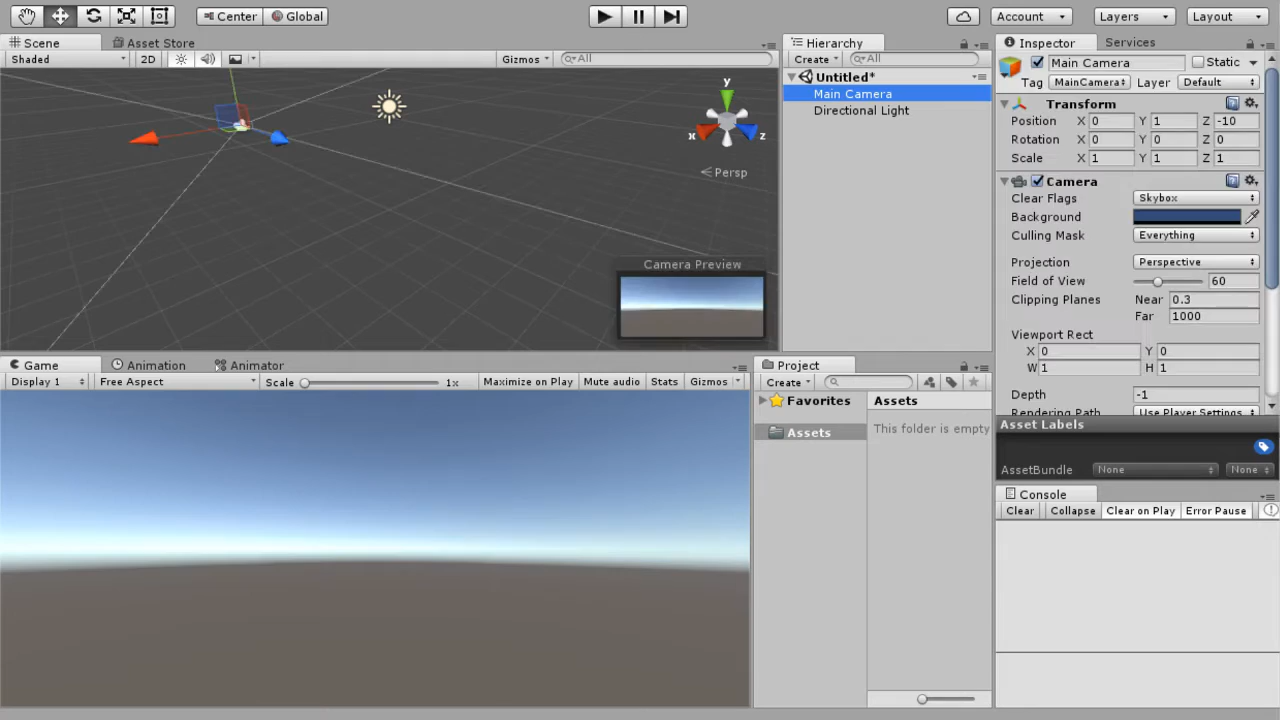 Center Global Account Layers Layout
Scene Asset Store
Shaded 2D Gizmos All
y
x z
Persp
Camera Preview
Hierarchy
Create All
Untitled*
Main Camera
Directional Light
Inspector Services
Main Camera Static
Tag MainCamera Layer Default
Transform
Position X 0 Y 1 Z -10
Rotation X 0 Y 0 Z 0
Scale X 1 Y 1 Z 1
Camera
Clear Flags Skybox
Background
Culling Mask Everything
Projection Perspective
Field of View 60
Clipping Planes Near 0.3
Far 1000
Viewport Rect
X 0 Y 0
W 1 H 1
Depth -1
Rendering Path Use Player Settings
Asset Labels
AssetBundle None None
Game Animation Animator
Display 1 Free Aspect Scale 1x Maximize on Play Mute audio Stats Gizmos
Project
Create
Favorites
Assets
Assets
This folder is empty
Console
Clear Collapse Clear on Play Error Pause